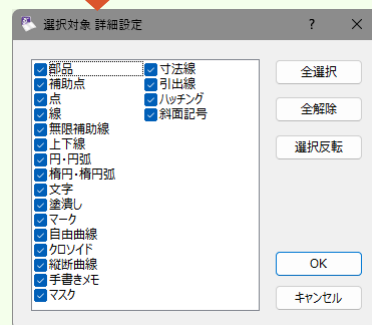 選択対象 詳細設定
部品
補助点
点
線
無限補助線
上下線
円・円弧
楕円・楕円弧
文字
塗潰し
マーク
自由曲線
クロソイド
縦断曲線
手書きメモ
マスク
寸法線
引出線
ハッチング
斜面記号
全選択
全解除
選択反転
OK
キャンセル